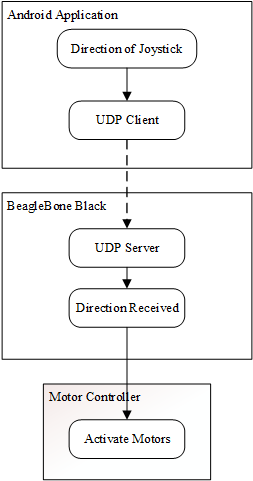 Android Application
Direction of Joystick
UDP Client
BeagleBone Black
UDP Server
Direction Received
Motor Controller
Activate Motors